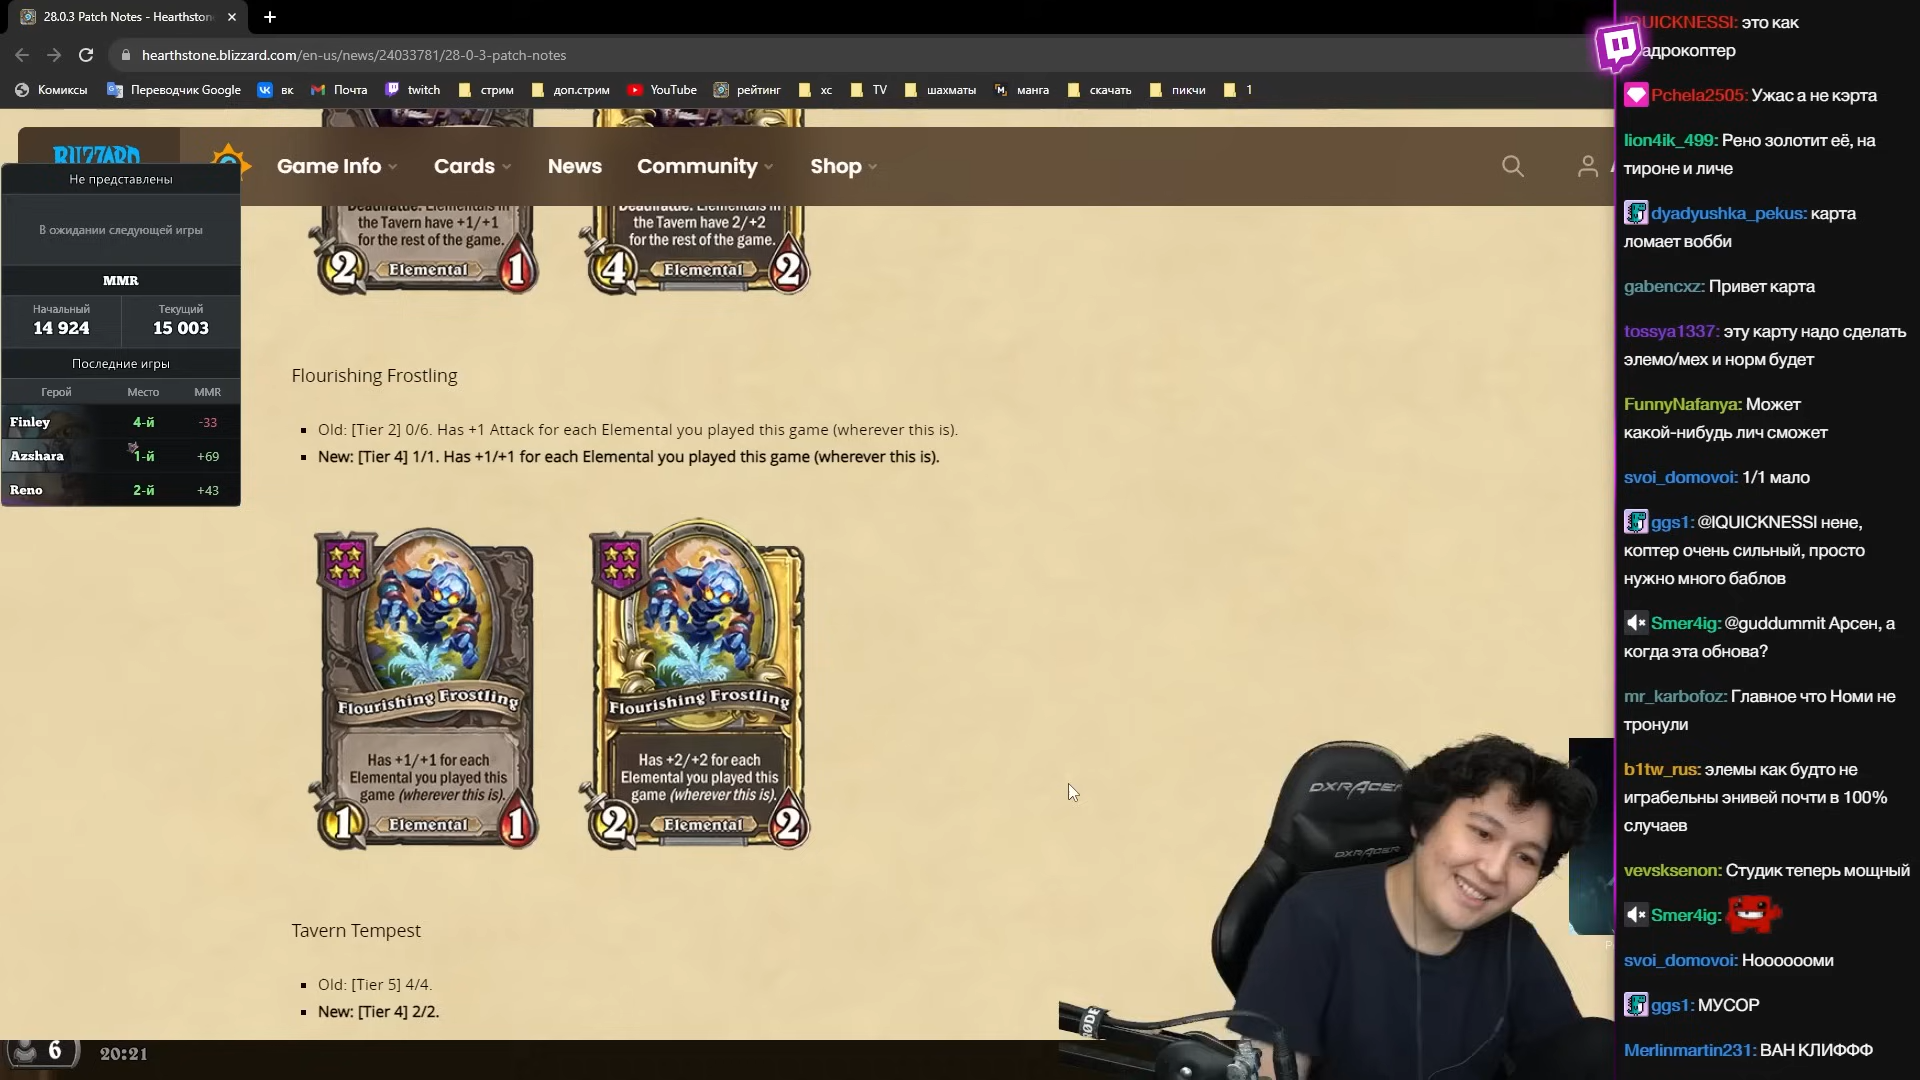 28.0.3 Patch Notes - Hearthston
hearthstone.blizzard.com/en-us/news/24033781/28-0-3-patch-notes
Комиксы
Переводчик Google
вк
Почта
twitch
стрим
доп.стрим
YouTube
рейтинг
хс
TV
шахматы
манга
скачать
пикчи
1
BLIZZARD
Game Info
Cards
News
Community
Shop
Не представлены
В ожидании следующей игры
MMR
Начальный Текущий
14 924 15 003
Последние игры
Герой Место MMR
Finley 4-й -33
Azshara 1-й +69
Reno 2-й +43
Deathrattle: Elementals in
the Tavern have +1/+1
for the rest of the game.
2 Elemental 1
Deathrattle: Elementals in
the Tavern have 2/+2
for the rest of the game.
4 Elemental 2
Flourishing Frostling
Old: [Tier 2] 0/6. Has +1 Attack for each Elemental you played this game (wherever this is).
New: [Tier 4] 1/1. Has +1/+1 for each Elemental you played this game (wherever this is).
Flourishing Frostling
Has +1/+1 for each
Elemental you played this
game (wherever this is).
1 Elemental 1
Flourishing Frostling
Has +2/+2 for each
Elemental you played this
game (wherever this is).
2 Elemental 2
Tavern Tempest
Old: [Tier 5] 4/4.
New: [Tier 4] 2/2.
6 20:21
DXRACER
DXRACER
RØDE
IQUICKNESSI: это как
адрокоптер
Pchela2505: Ужас а не кэрта
lion4ik_499: Рено золотит её, на
тироне и личе
dyadyushka_pekus: карта
ломает вобби
gabencxz: Привет карта
tossya1337: эту карту надо сделать
элемо/мех и норм будет
FunnyNafanya: Может
какой-нибудь лич сможет
svoi_domovoi: 1/1 мало
ggs1: @IQUICKNESSI нене,
коптер очень сильный, просто
нужно много баблов
Smer4ig: @guddummit Арсен, а
когда эта обнова?
mr_karbofoz: Главное что Номи не
тронули
b1tw_rus: элемы как будто не
играбельны энивей почти в 100%
случаев
vevsksenon: Студик теперь мощный
Smer4ig:
svoi_domovoi: Ноооооoми
ggs1: МУСОР
Merlinmartin231: ВАН КЛИФФФ